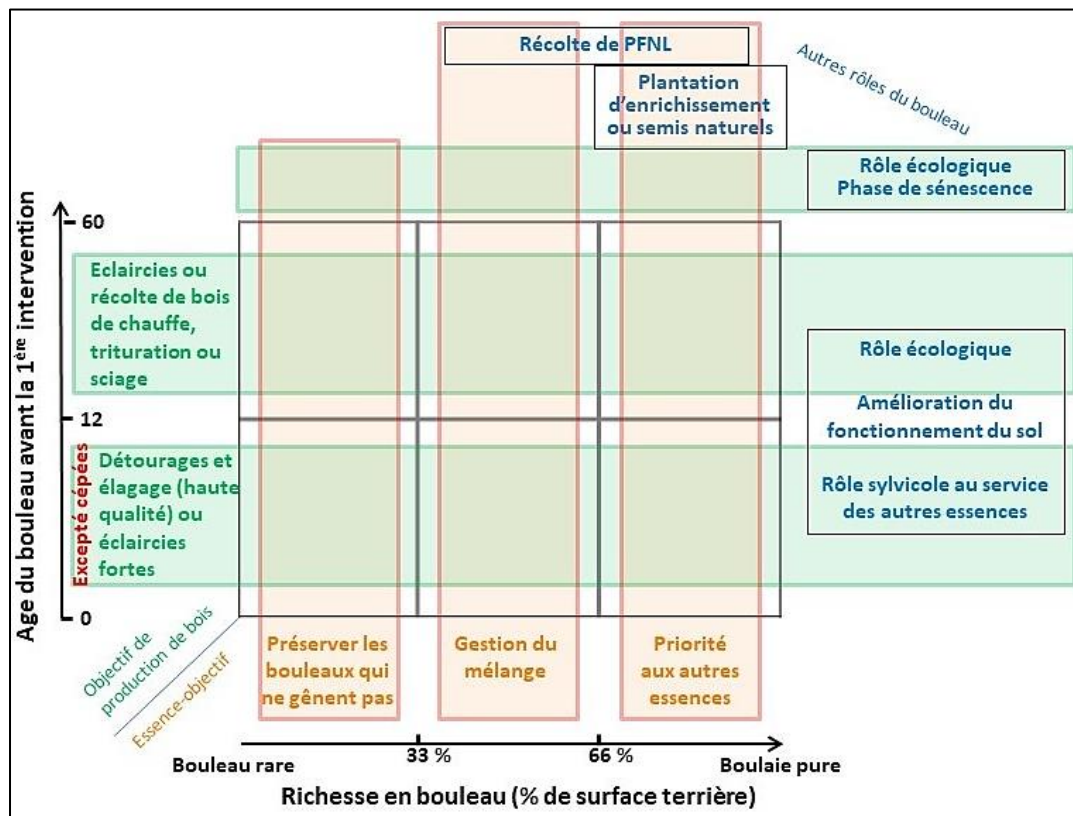 Récolte de PFNL
Plantation
d'enrichissement
ou semis naturels
Autres rôles du bouleau
Rôle écologique
Phase de sénescence
Age du bouleau avant la 1ère intervention
60
Eclaircies ou
récolte de bois
de chauffe,
trituration ou
sciage
Rôle écologique
12
Amélioration du
fonctionnement du sol
Excepté cépées
Détourages et
élagage (haute
qualité) ou
éclaircies
fortes
Rôle sylvicole au service
des autres essences
0
Objectif de
production de bois
Essence-objectif
Préserver les
bouleaux qui
ne gênent pas
Gestion du
mélange
Priorité
aux autres
essences
Bouleau rare
33 %
66 %
Boulaie pure
Richesse en bouleau (% de surface terrière)